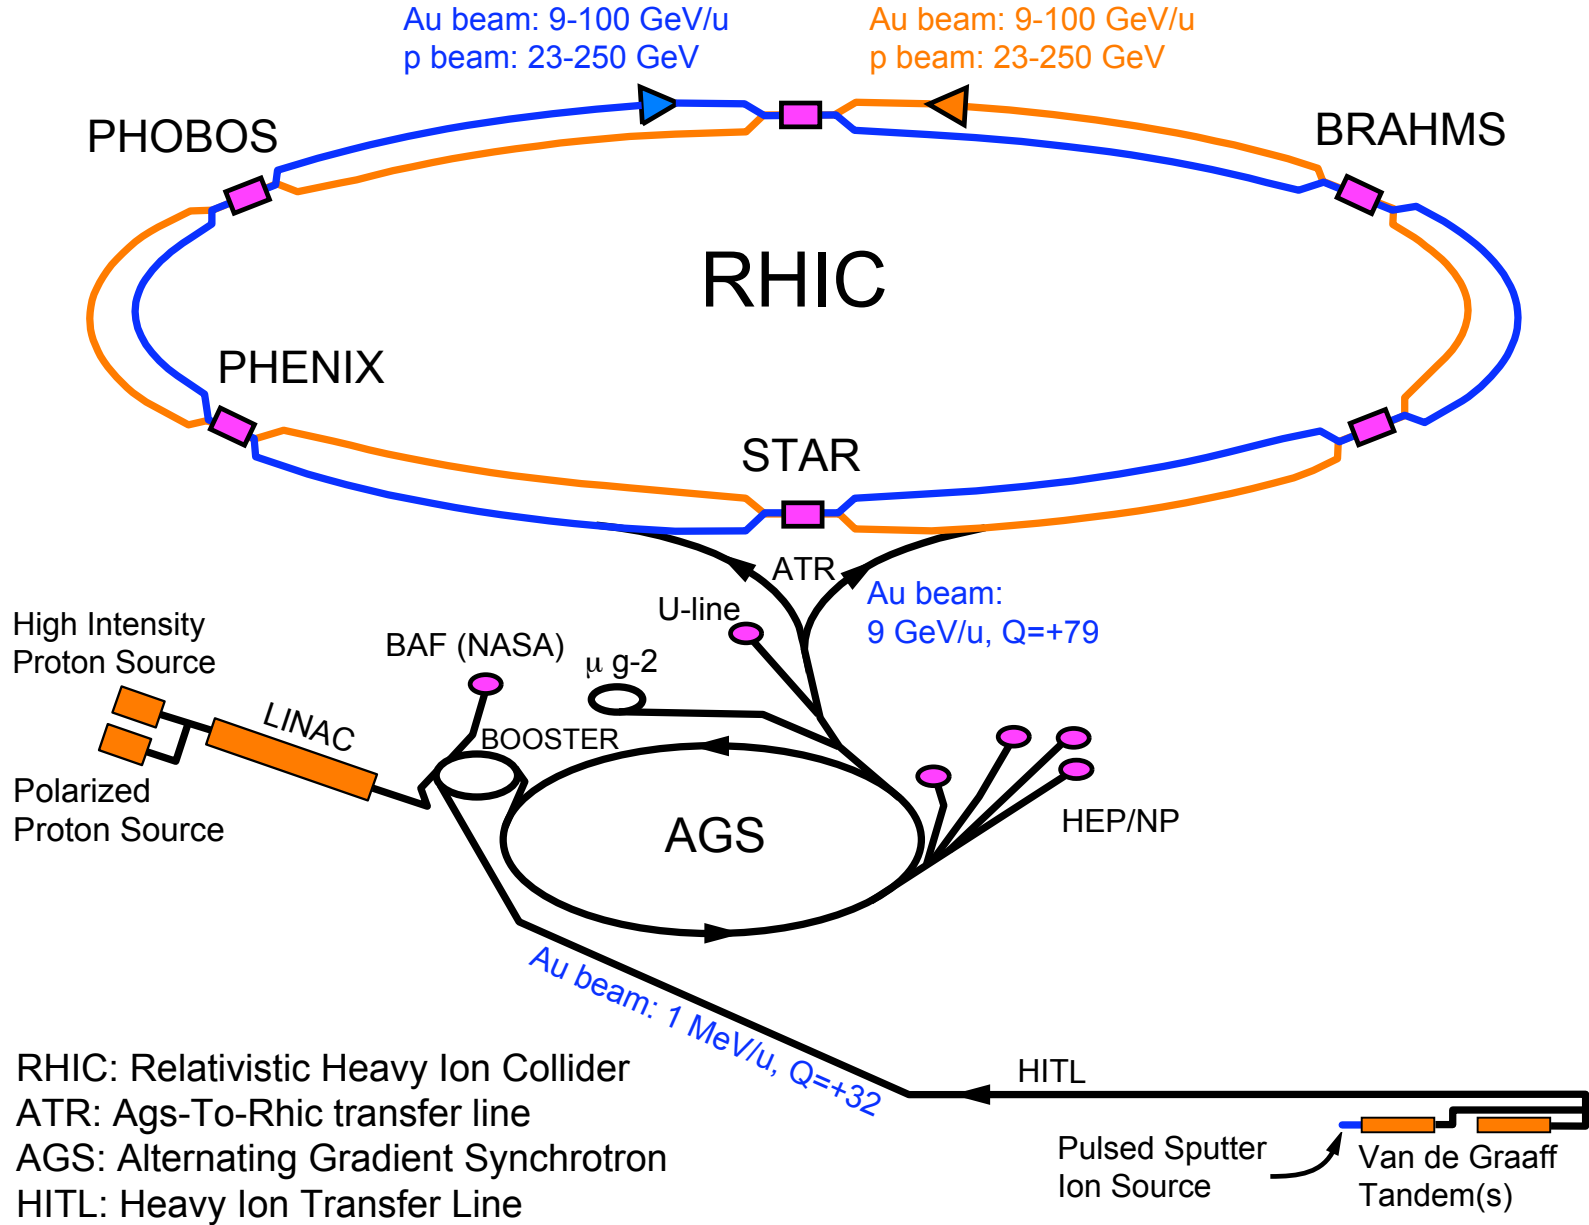 Au beam: 9-100 GeV/u
p beam: 23-250 GeV
Au beam: 9-100 GeV/u
p beam: 23-250 GeV
PHOBOS
BRAHMS
RHIC
PHENIX
STAR
ATR
Au beam:
9 GeV/u, Q=+79
U-line
High Intensity
Proton Source
BAF (NASA)
μ g-2
LINAC
BOOSTER
Polarized
Proton Source
AGS
HEP/NP
Au beam: 1 MeV/u, Q=+32
HITL
RHIC: Relativistic Heavy Ion Collider
ATR: Ags-To-Rhic transfer line
AGS: Alternating Gradient Synchrotron
HITL: Heavy Ion Transfer Line
Pulsed Sputter
Ion Source
Van de Graaff
Tandem(s)